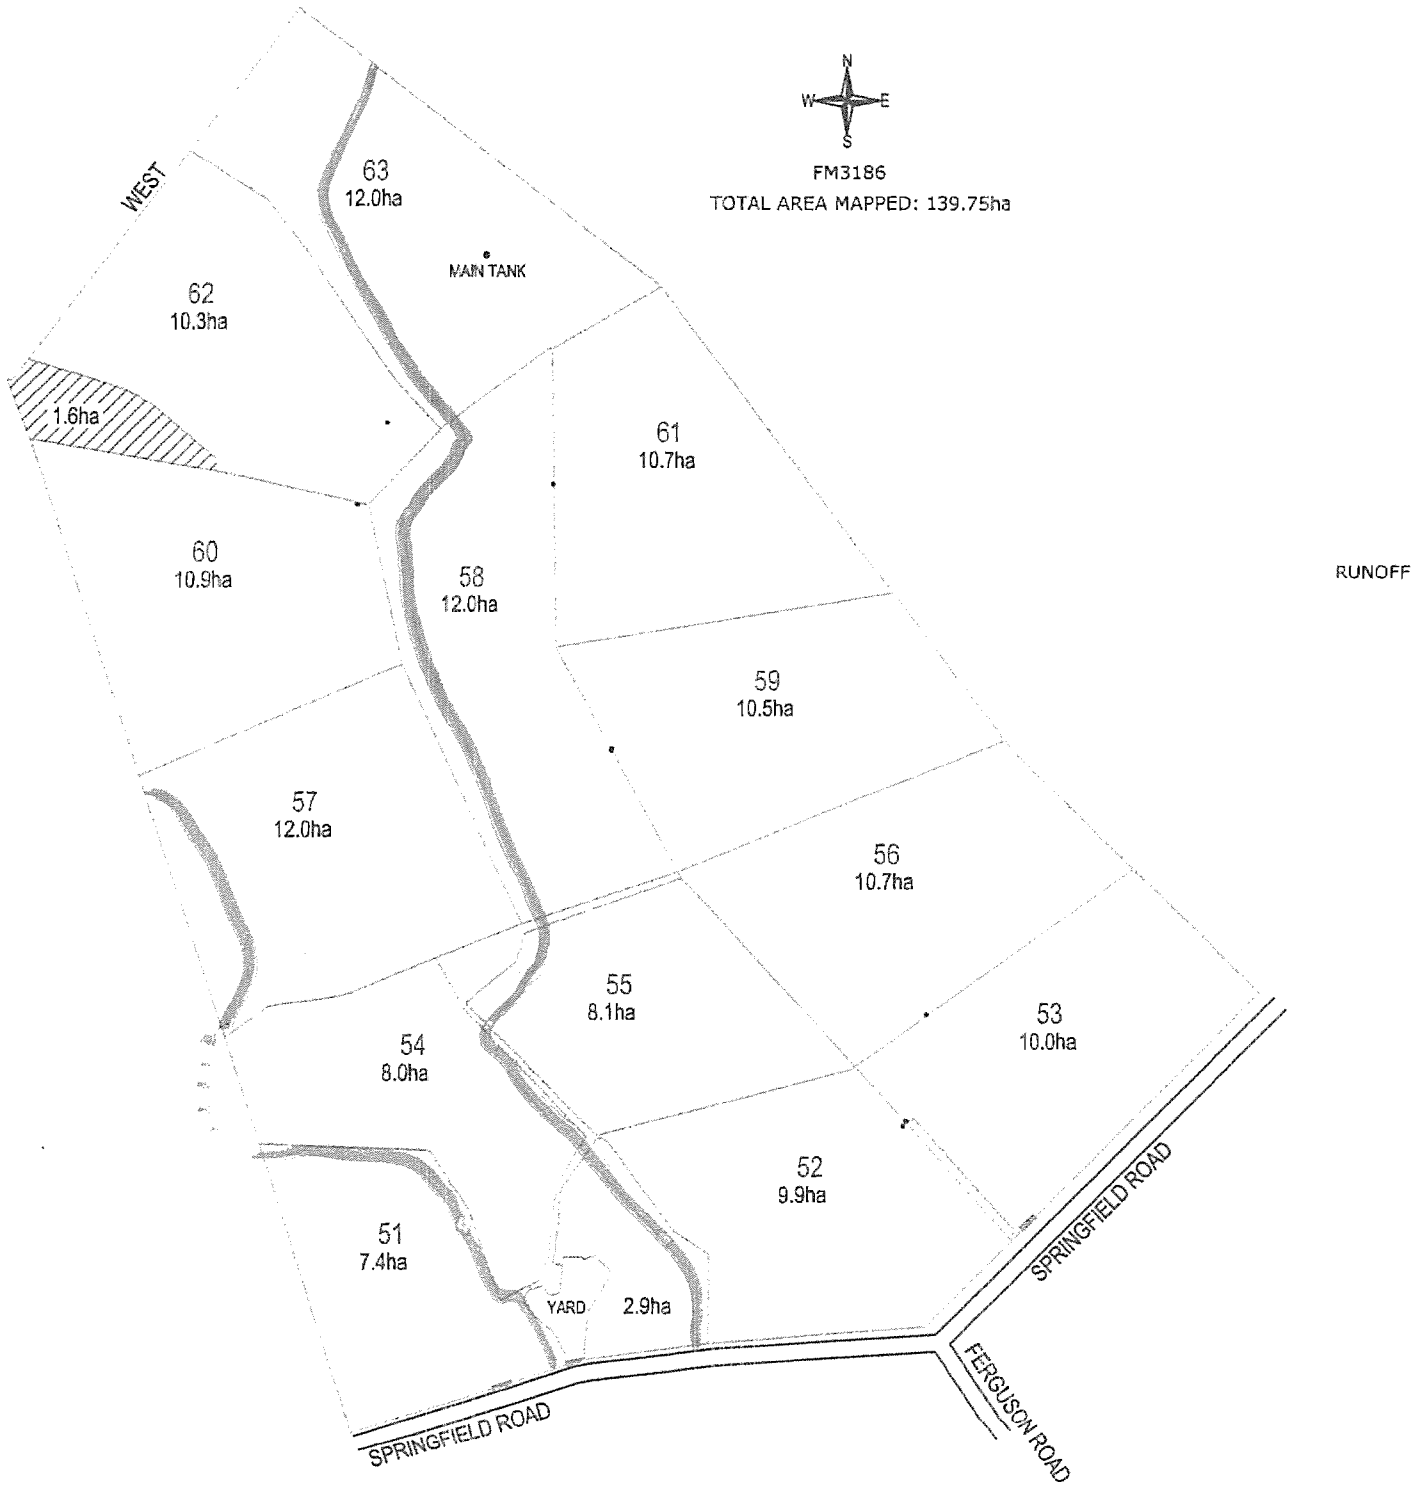 N
W E
S
FM3186
TOTAL AREA MAPPED: 139.75ha
WEST
63
12.0ha
MAIN TANK
62
10.3ha
1.6ha
61
10.7ha
60
10.9ha
58
12.0ha
RUNOFF
59
10.5ha
57
12.0ha
56
10.7ha
55
8.1ha
53
10.0ha
54
8.0ha
52
9.9ha
51
7.4ha
YARD
2.9ha
SPRINGFIELD ROAD
FERGUSON ROAD
SPRINGFIELD ROAD